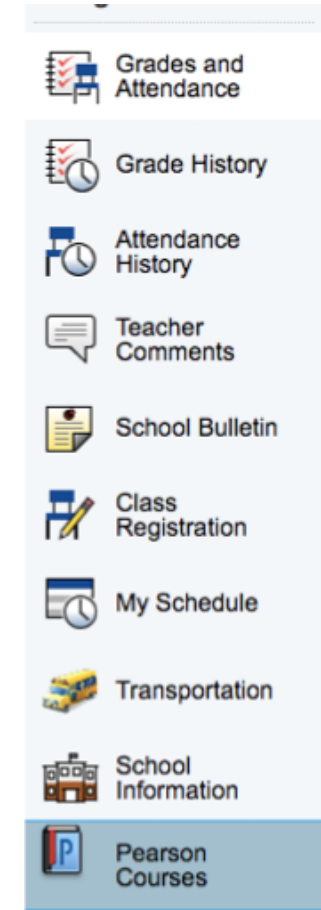 Grades and
Attendance
Grade History
Attendance
History
Teacher
Comments
School Bulletin
Class
Registration
My Schedule
Transportation
School
Information
P
Pearson
Courses